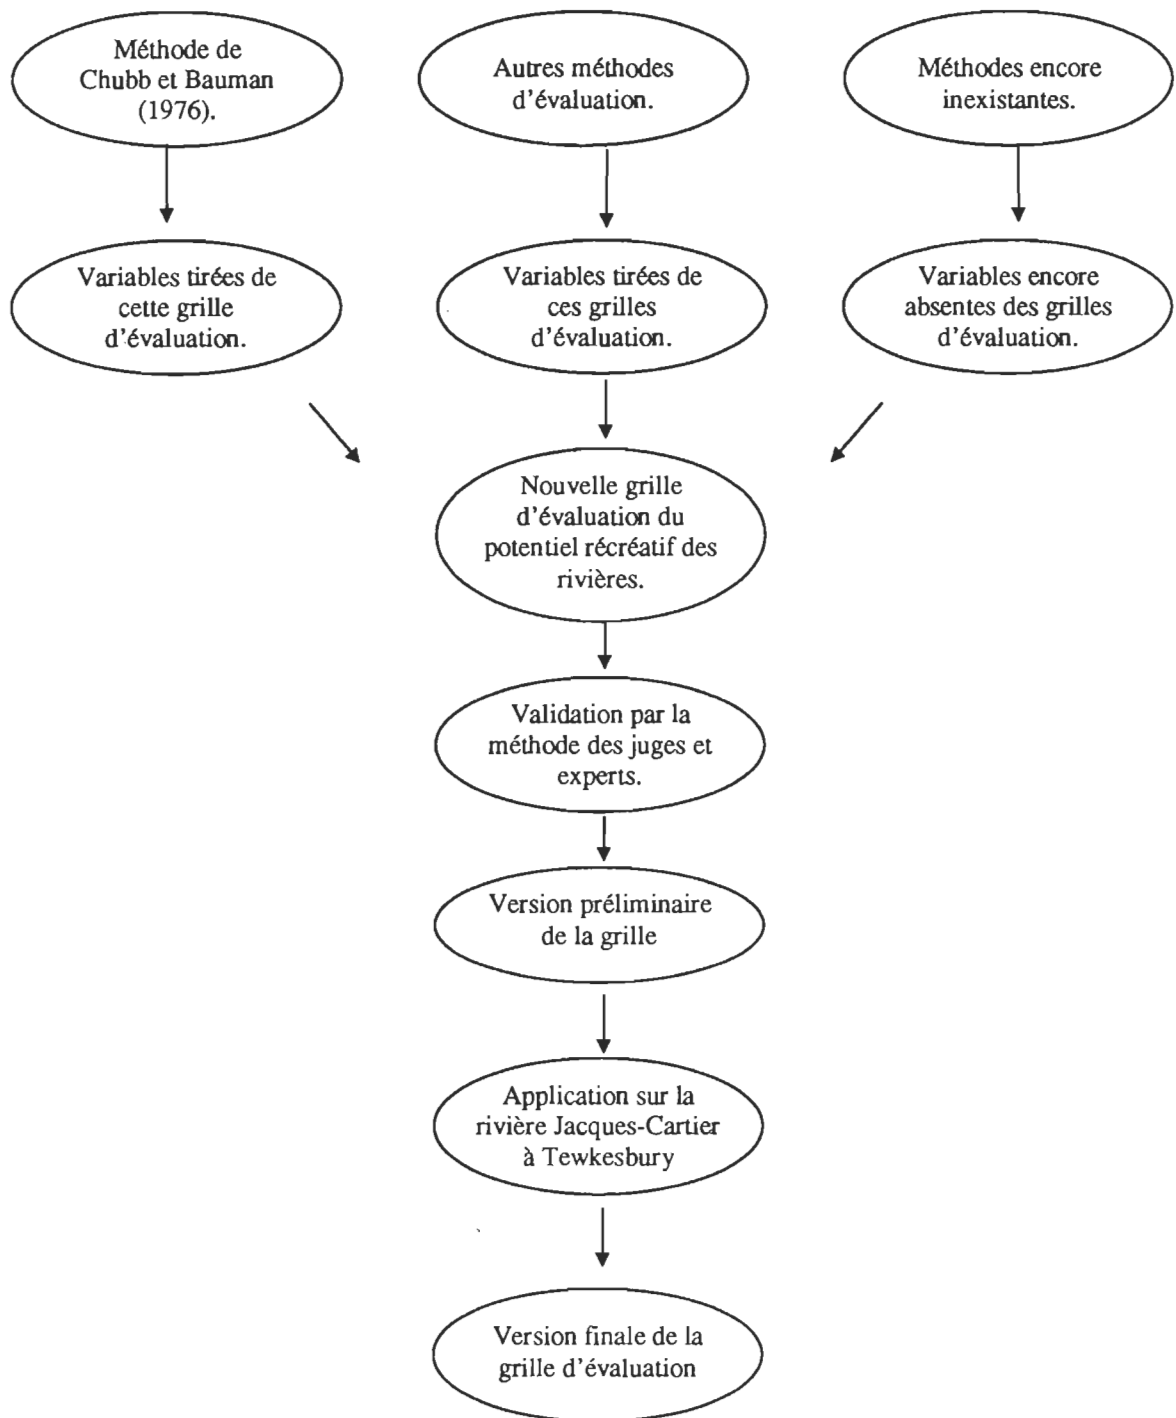 Méthode de
Chubb et Bauman
(1976).
Autres méthodes
d'évaluation.
Méthodes encore
inexistantes.
Variables tirées de
cette grille
d'évaluation.
Variables tirées de
ces grilles
d'évaluation.
Variables encore
absentes des grilles
d'évaluation.
Nouvelle grille
d'évaluation du
potentiel récréatif des
rivières.
Validation par la
méthode des juges et
experts.
Version préliminaire
de la grille
Application sur la
rivière Jacques-Cartier
à Tewkesbury
Version finale de la
grille d'évaluation